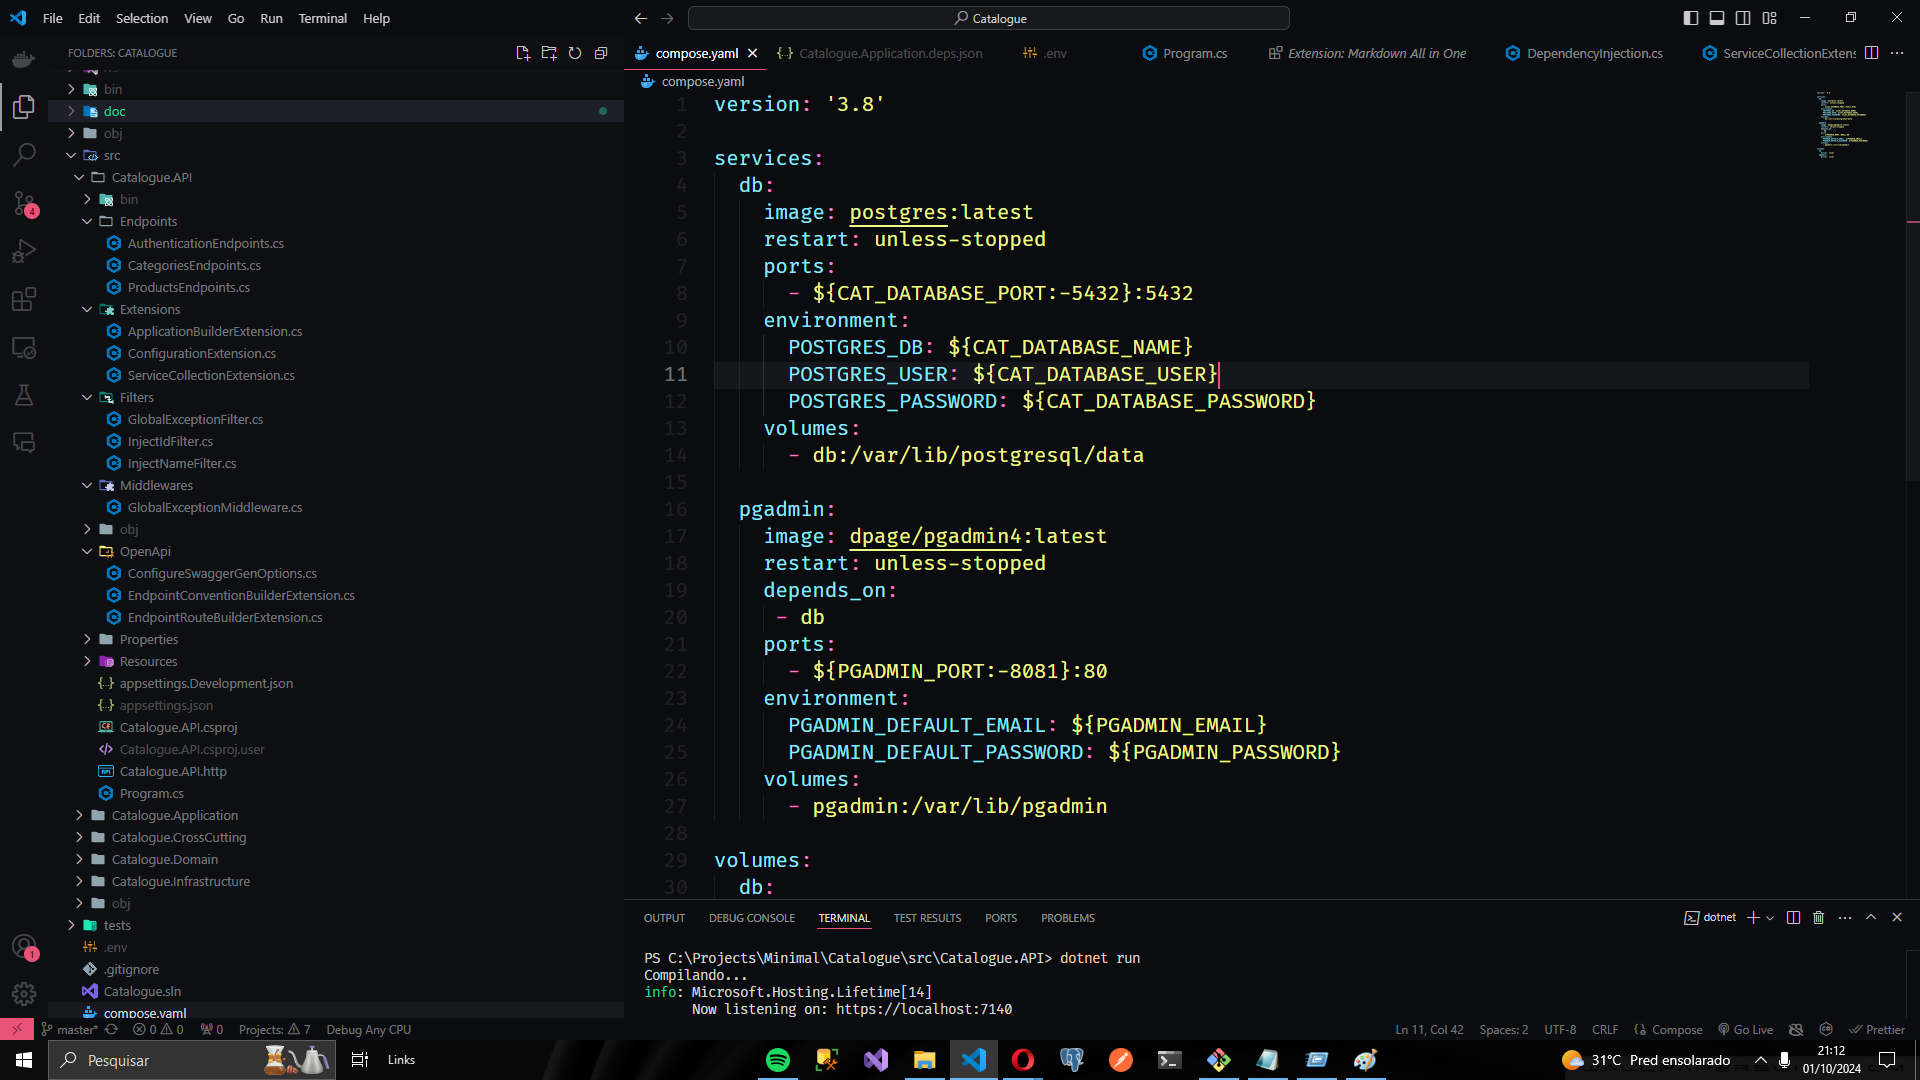 File Edit Selection View Go Run Terminal Help
Catalogue
FOLDERS: CATALOGUE
bin
doc
obj
src
Catalogue.API
bin
Endpoints
AuthenticationEndpoints.cs
CategoriesEndpoints.cs
ProductsEndpoints.cs
Extensions
ApplicationBuilderExtension.cs
ConfigurationExtension.cs
ServiceCollectionExtension.cs
Filters
GlobalExceptionFilter.cs
InjectIdFilter.cs
InjectNameFilter.cs
Middlewares
GlobalExceptionMiddleware.cs
obj
OpenApi
ConfigureSwaggerGenOptions.cs
EndpointConventionBuilderExtension.cs
EndpointRouteBuilderExtension.cs
Properties
Resources
appsettings.Development.json
appsettings.json
Catalogue.API.csproj
Catalogue.API.csproj.user
Catalogue.API.http
Program.cs
Catalogue.Application
Catalogue.CrossCutting
Catalogue.Domain
Catalogue.Infrastructure
obj
tests
.env
.gitignore
Catalogue.sln
compose.yaml
4
1
compose.yaml Catalogue.Application.deps.json .env Program.cs Extension: Markdown All in One DependencyInjection.cs ServiceCollectionExtens
compose.yaml
1 version: '3.8'
2
3 services:
4 db:
5 image: postgres:latest
6 restart: unless-stopped
7 ports:
8 - ${CAT_DATABASE_PORT:-5432}:5432
9 environment:
10 POSTGRES_DB: ${CAT_DATABASE_NAME}
11 POSTGRES_USER: ${CAT_DATABASE_USER}
12 POSTGRES_PASSWORD: ${CAT_DATABASE_PASSWORD}
13 volumes:
14 - db:/var/lib/postgresql/data
15
16 pgadmin:
17 image: dpage/pgadmin4:latest
18 restart: unless-stopped
19 depends_on:
20 - db
21 ports:
22 - ${PGADMIN_PORT:-8081}:80
23 environment:
24 PGADMIN_DEFAULT_EMAIL: ${PGADMIN_EMAIL}
25 PGADMIN_DEFAULT_PASSWORD: ${PGADMIN_PASSWORD}
26 volumes:
27 - pgadmin:/var/lib/pgadmin
28
29 volumes:
30 db:
OUTPUT DEBUG CONSOLE TERMINAL TEST RESULTS PORTS PROBLEMS
dotnet
PS C:\Projects\Minimal\Catalogue\src\Catalogue.API> dotnet run
Compilando...
info: Microsoft.Hosting.Lifetime[14]
Now listening on: https://localhost:7140
master* 0 0 0 Projects: 7 Debug Any CPU
Ln 11, Col 42 Spaces: 2 UTF-8 CRLF Compose Go Live Prettier
Pesquisar
Links
31°C Pred ensolarado
21:12
01/10/2024